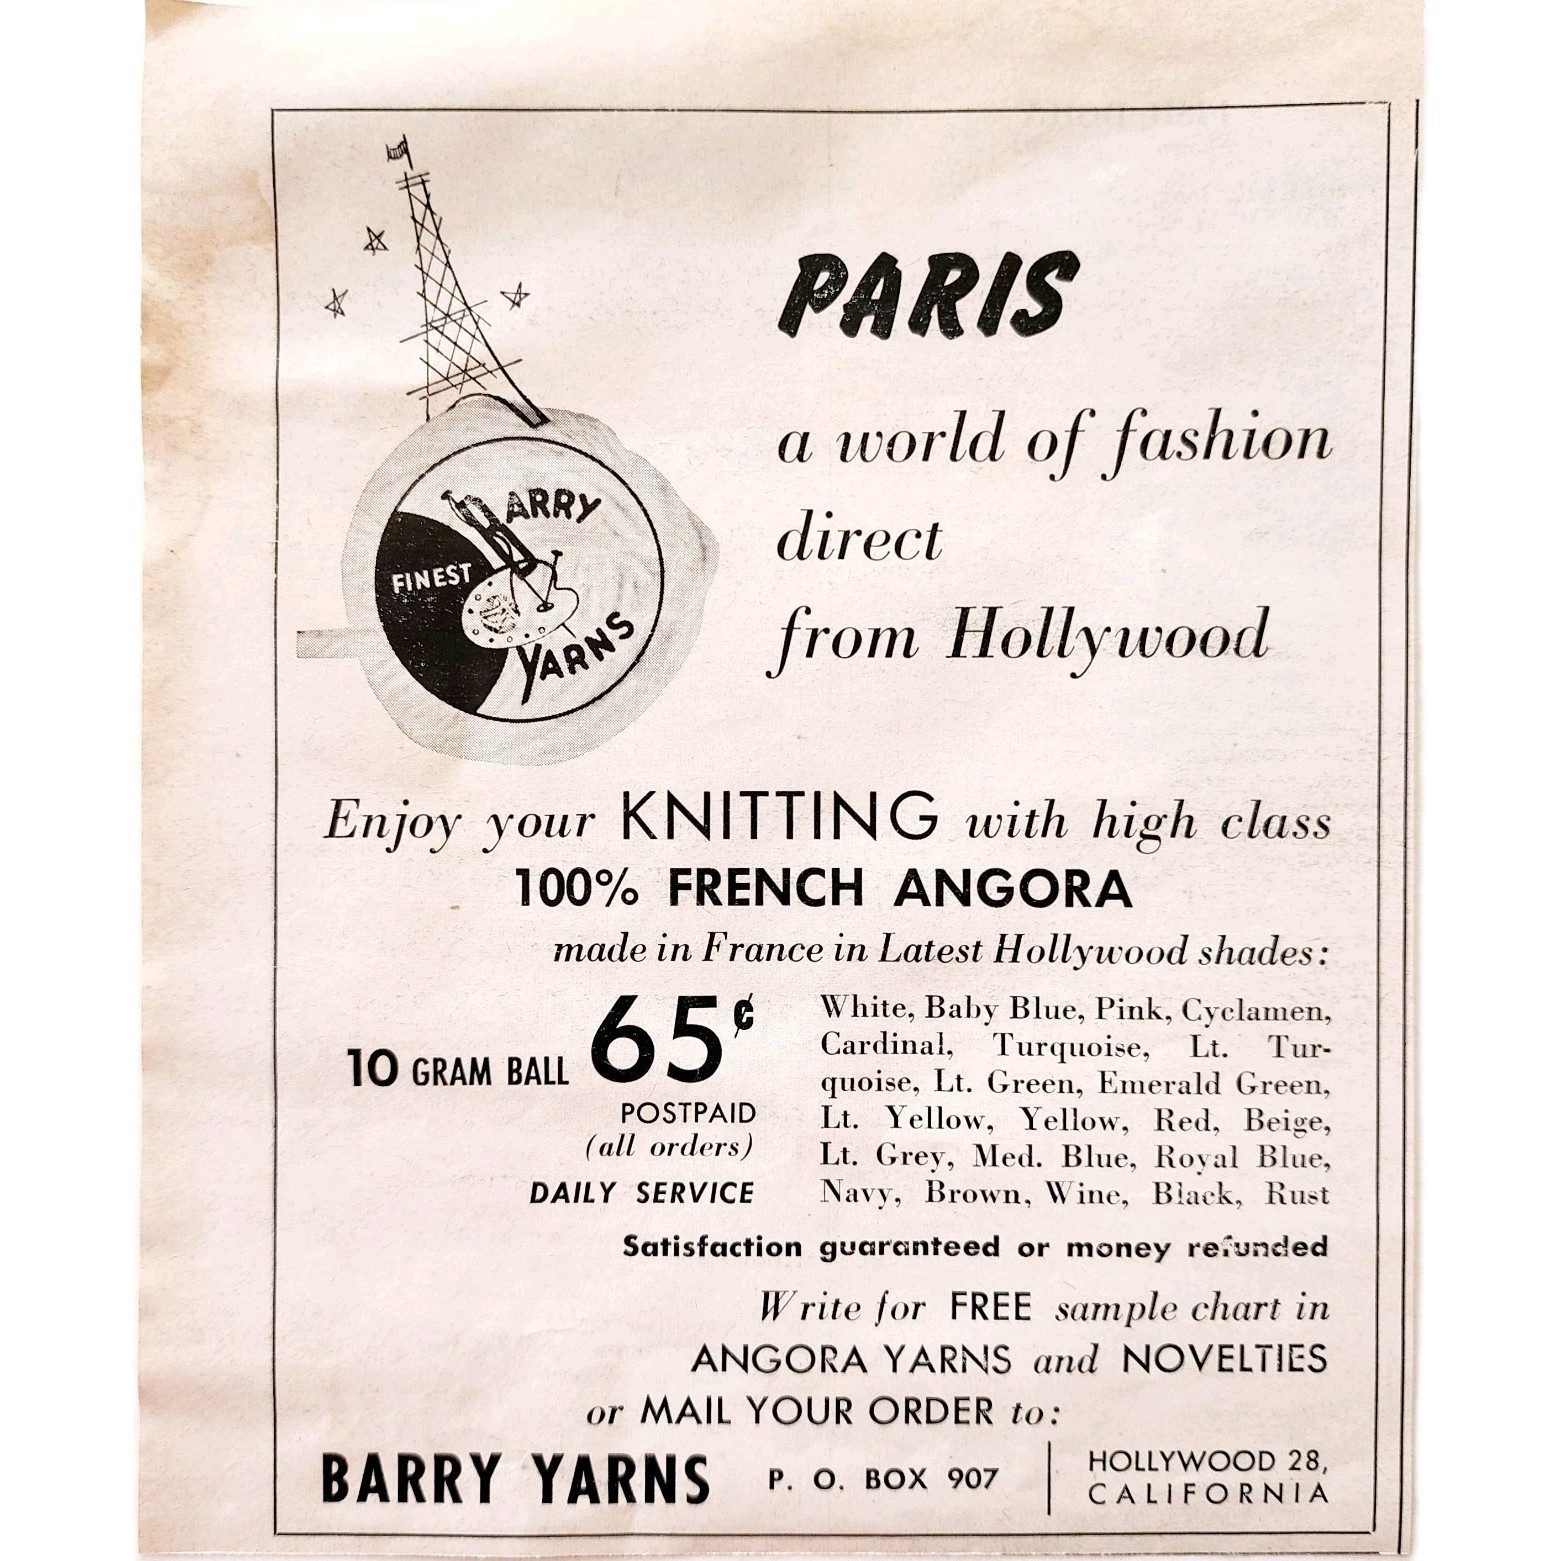 PARIS
a world of fashion
direct
from Hollywood
BARRY
FINEST
YARNS
Enjoy your KNITTING with high class
100% FRENCH ANGORA
made in France in Latest Hollywood shades:
10 GRAM BALL 65¢
POSTPAID
(all orders)
DAILY SERVICE
White, Baby Blue, Pink, Cyclamen,
Cardinal, Turquoise, Lt. Tur-
quoise, Lt. Green, Emerald Green,
Lt. Yellow, Yellow, Red, Beige,
Lt. Grey, Med. Blue, Royal Blue,
Navy, Brown, Wine, Black, Rust
Satisfaction guaranteed or money refunded
Write for FREE sample chart in
ANGORA YARNS and NOVELTIES
or MAIL YOUR ORDER to:
BARRY YARNS P. O. BOX 907
HOLLYWOOD 28,
CALIFORNIA